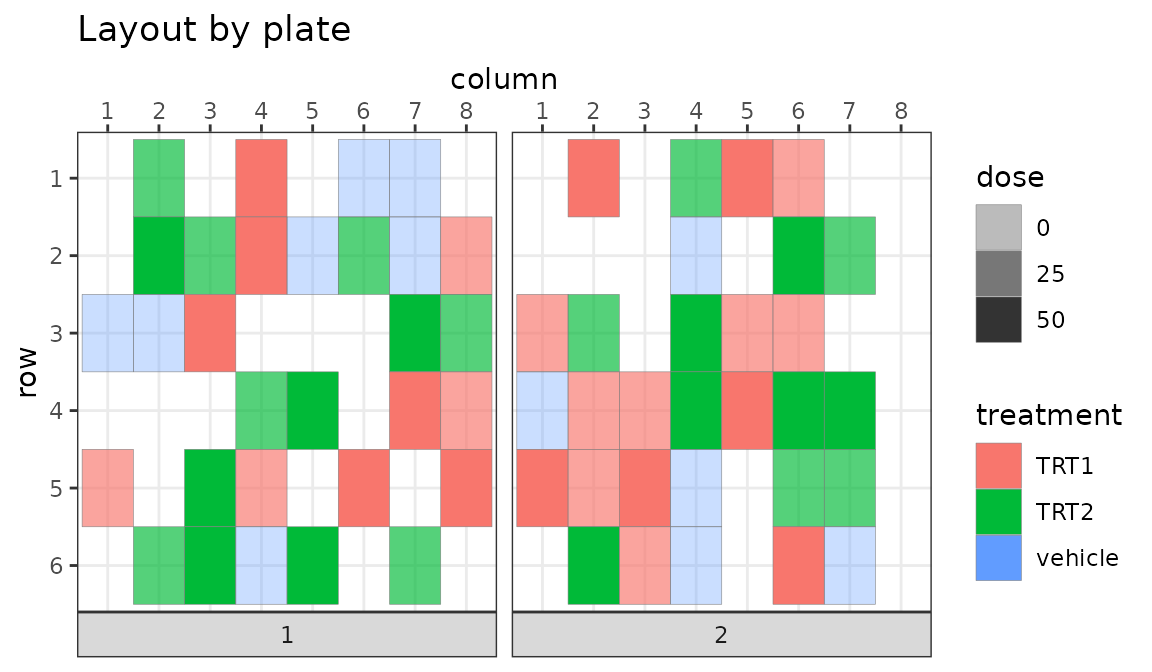 Layout by plate
column
1 2 3 4 5 6 7 8 1 2 3 4 5 6 7 8
row
1
2
3
4
5
6
1 2
dose
0
25
50
treatment
TRT1
TRT2
vehicle